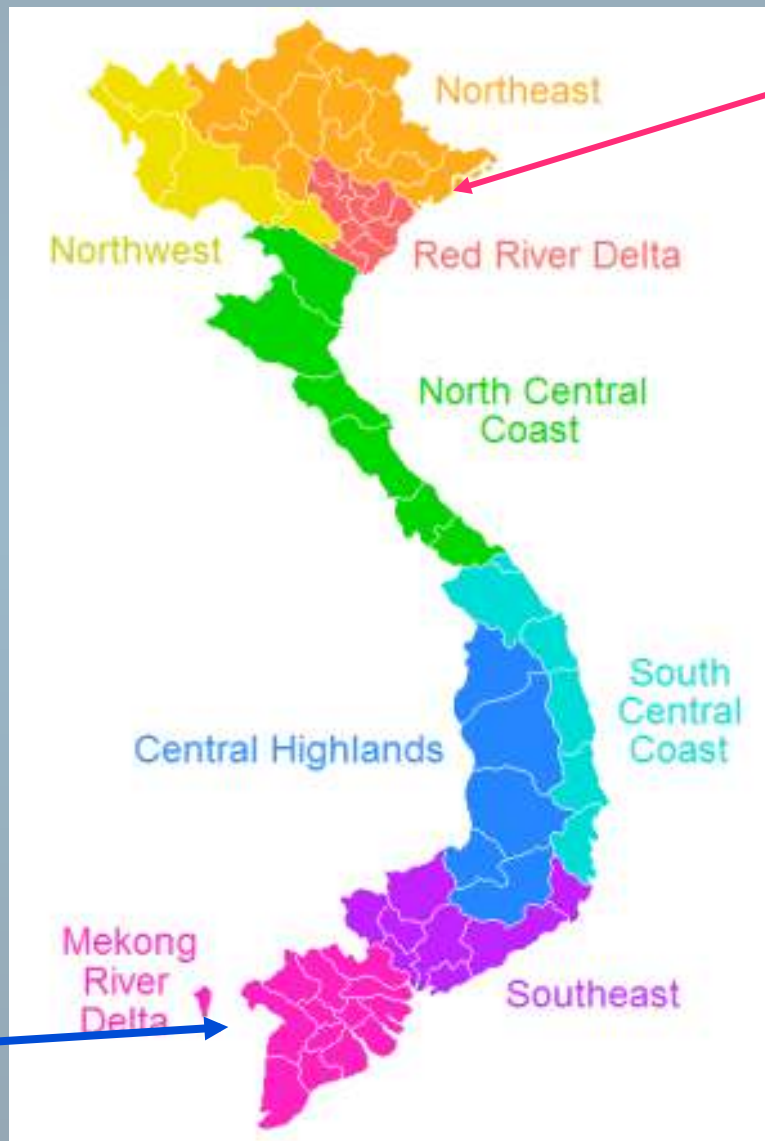 Northeast
Northwest
Red River Delta
North Central
Coast
South
Central
Coast
Central Highlands
Mekong
River
Delta
Southeast